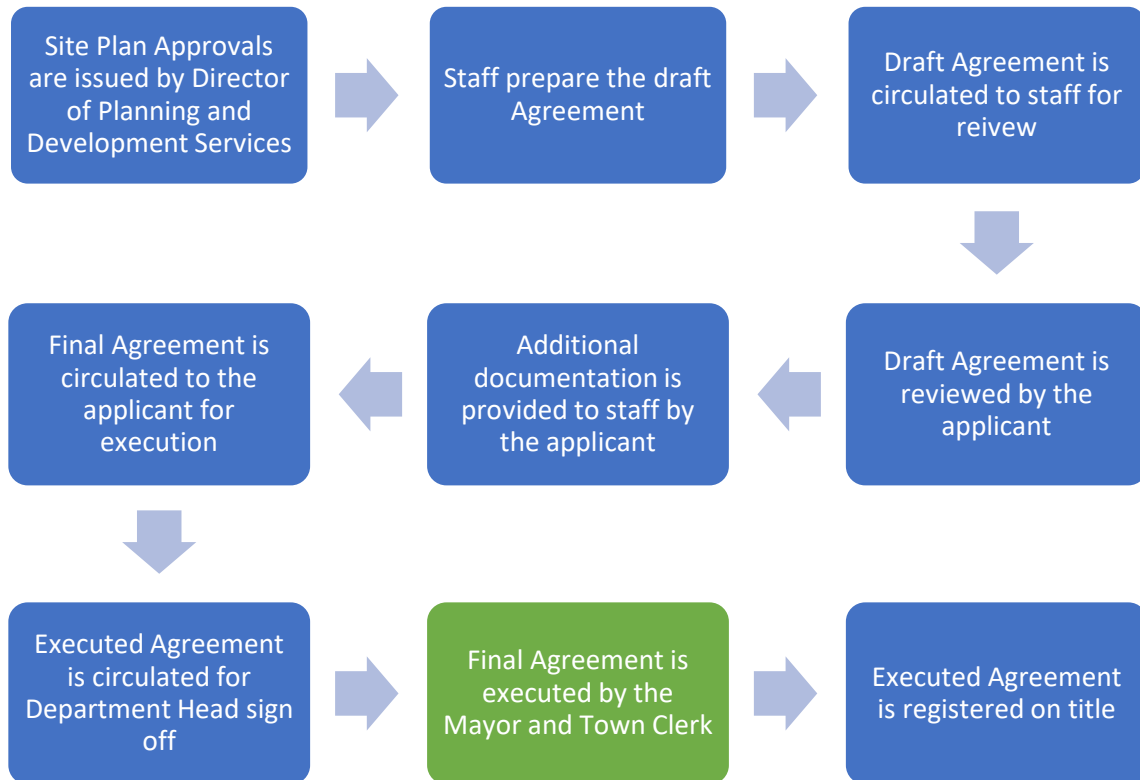 Site Plan Approvals
are issued by Director
of Planning and
Development Services
Staff prepare the draft
Agreement
Draft Agreement is
circulated to staff for
reivew
Draft Agreement is
reviewed by the
applicant
Additional
documentation is
provided to staff by
the applicant
Final Agreement is
circulated to the
applicant for
execution
Executed Agreement
is circulated for
Department Head sign
off
Final Agreement is
executed by the
Mayor and Town Clerk
Executed Agreement
is registered on title